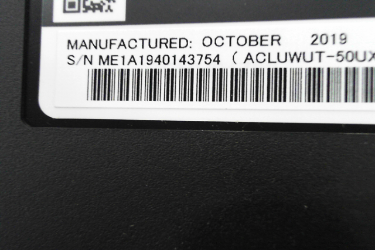 MANUFACTURED: OCTOBER 2019
S/N ME1A1940143754 ( ACLUWUT-50UX